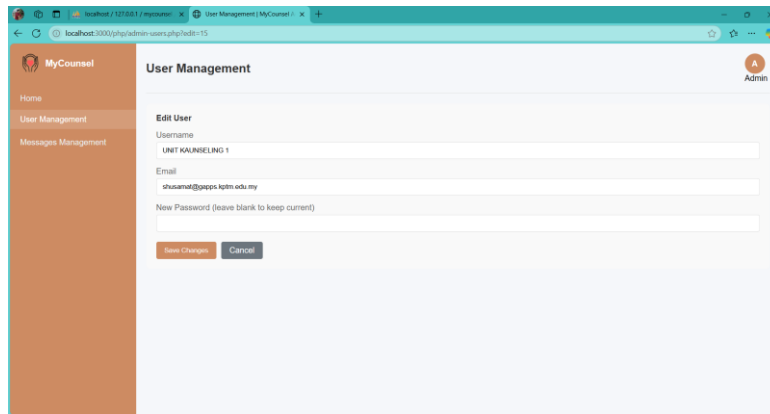 localhost / 127.0.0.1 / mycounsel
User Management | MyCounsel A
localhost:3000/php/admin-users.php?edit=15
MyCounsel
User Management
A
Admin
Home
User Management
Messages Management
Edit User
Username
UNIT KAUNSELING 1
Email
shusamat@gapps.kptm.edu.my
New Password (leave blank to keep current)
Save Changes
Cancel